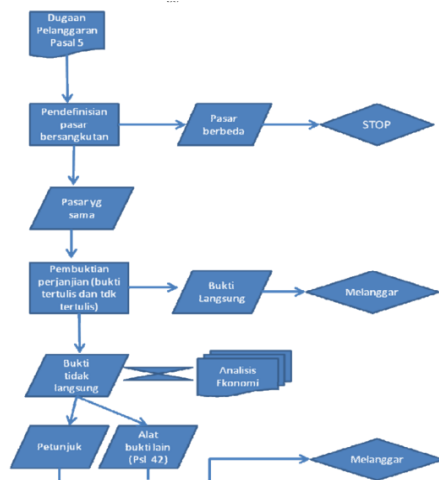 Dugaan
Pelanggaran
Pasal 5
Pendefinisian
pasar
bersangkutan
Pasar
berbeda
STOP
Pasar yg
sama
Pembuktian
perjanjian (bukti
tertulis dan tdk
tertulis)
Bukti
Langsung
Melanggar
Bukti
tidak
langsung
Analisis
Ekonomi
Petunjuk
Alat
bukti lain
(Psl 42)
Melanggar